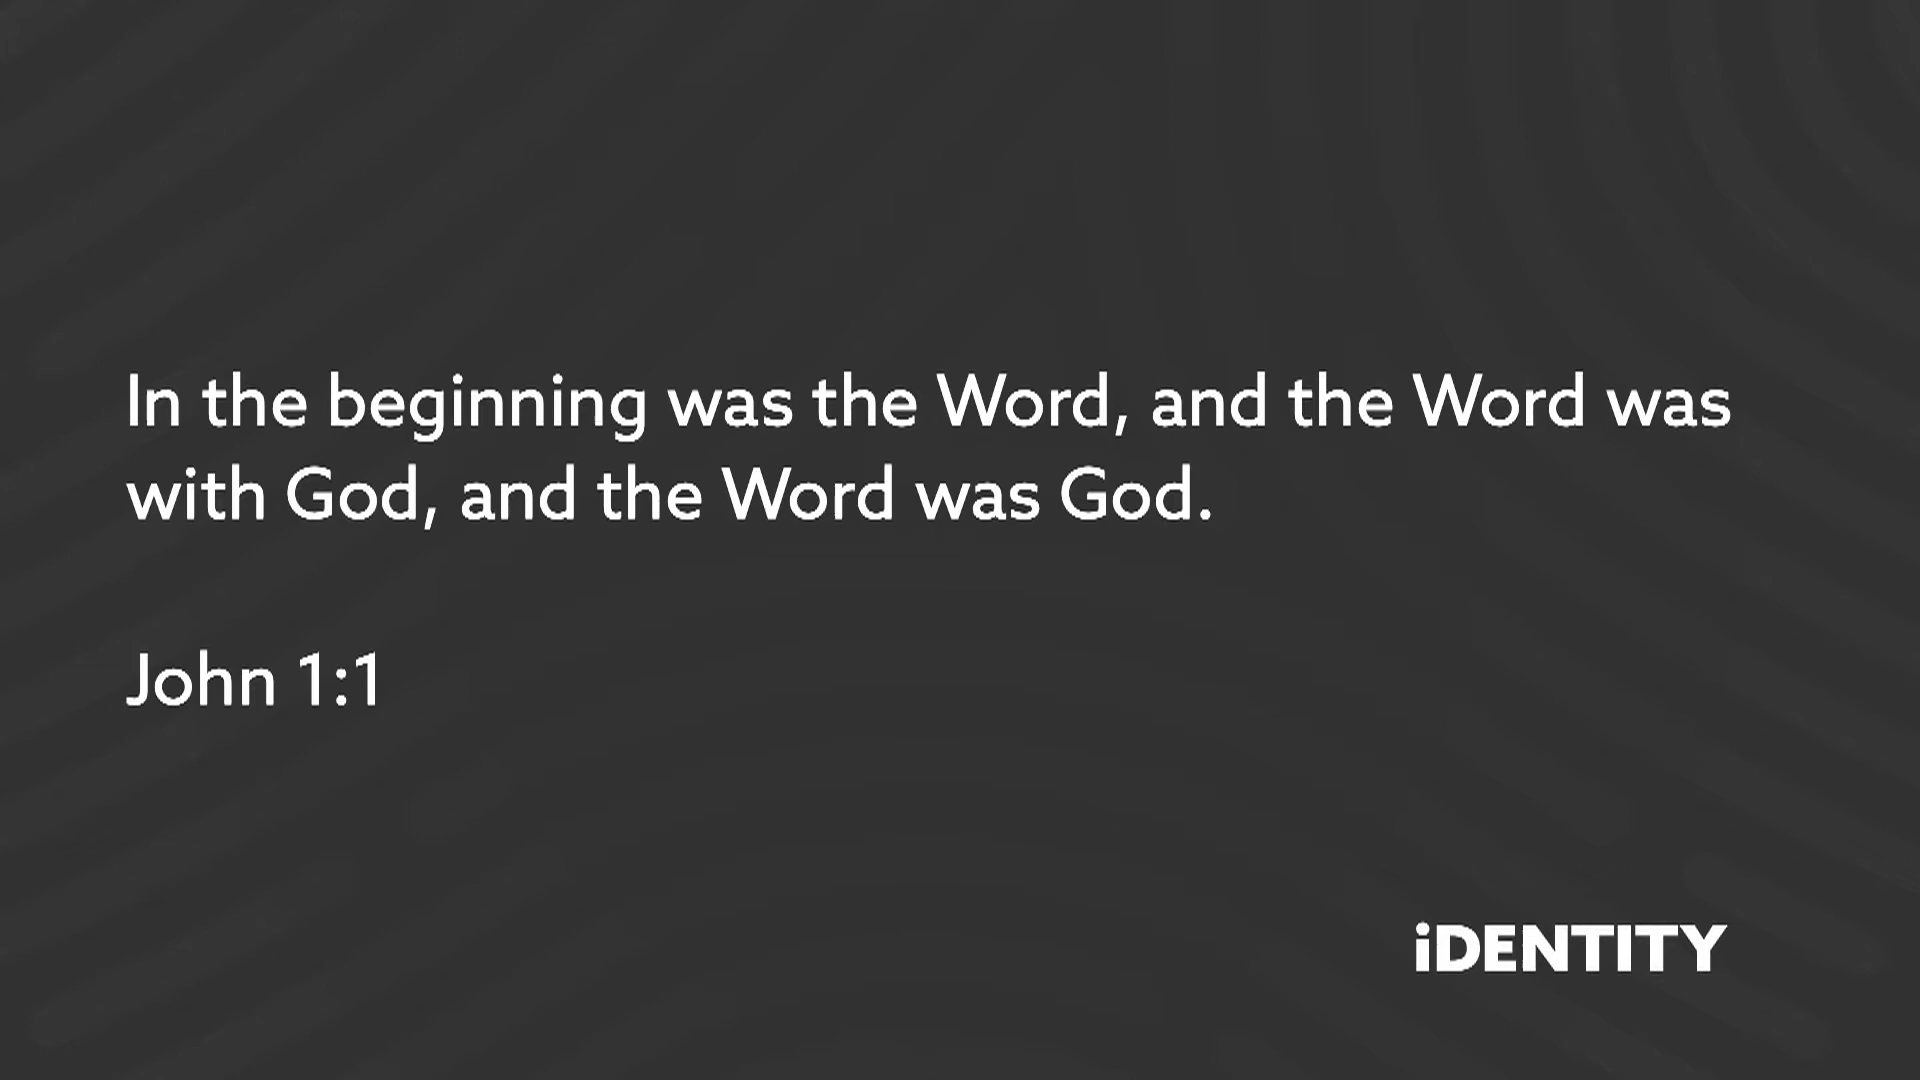 In the beginning was the Word, and the Word was
with God, and the Word was God.
John 1:1
iDENTITY